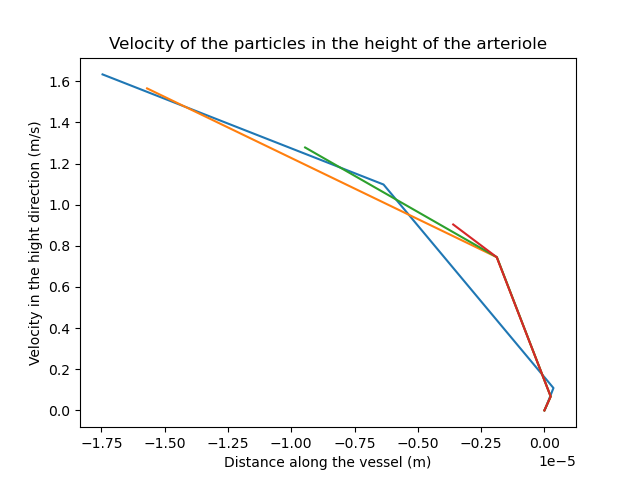 Velocity of the particles in the height of the arteriole
Velocity in the hight direction (m/s)
1.6
1.4
1.2
1.0
0.8
0.6
0.4
0.2
0.0
−1.75 −1.50 −1.25 −1.00 −0.75 −0.50 −0.25 0.00
1e−5
Distance along the vessel (m)